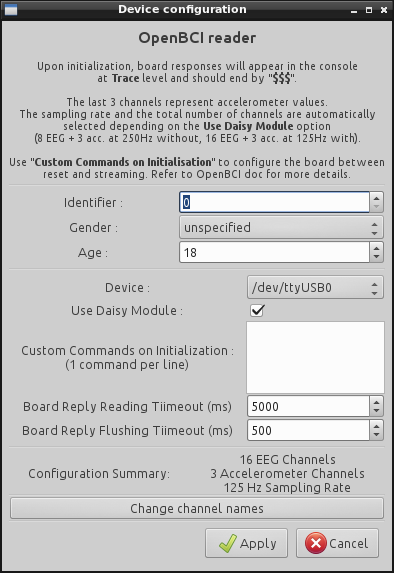 Device configuration
OpenBCI reader
Upon initialization, board responses will appear in the console
at Trace level and should end by "$$$".
The last 3 channels represent accelerometer values.
The sampling rate and the total number of channels are automatically
selected depending on the Use Daisy Module option
(8 EEG + 3 acc. at 250Hz without, 16 EEG + 3 acc. at 125Hz with).
Use "Custom Commands on Initialisation" to configure the board between
reset and streaming. Refer to OpenBCI doc for more details.
Identifier : 0
Gender : unspecified
Age : 18
Device : /dev/ttyUSB0
Use Daisy Module :
Custom Commands on Initialization :
(1 command per line)
Board Reply Reading Tiimeout (ms) 5000
Board Reply Flushing Tiimeout (ms) 500
16 EEG Channels
Configuration Summary: 3 Accelerometer Channels
125 Hz Sampling Rate
Change channel names
Apply Cancel